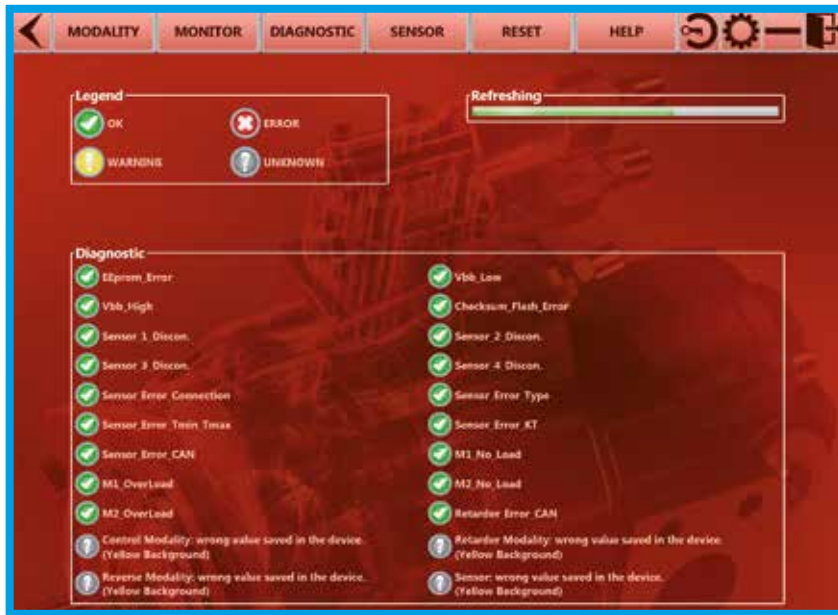 MODALITY MONITOR DIAGNOSTIC SENSOR RESET HELP
Legend
OK ERROR
WARNING UNKNOWN
Refreshing
Diagnostic
EEprom_Error Vbb_Low
Vbb_High Checksum_Flash_Error
Sensor_1_Discon. Sensor_2_Discon.
Sensor_3_Discon. Sensor_4_Discon.
Sensor_Error_Connection Sensor_Error_Type
Sensor_Error_Tmin_Tmax Sensor_Error_KT
Sensor_Error_CAN M1_No_Load
M1_OverLoad M2_No_Load
M2_OverLoad Retarder_Error_CAN
Control Modality: wrong value saved in the device. Retarder Modality: wrong value saved in the device.
(Yellow Background) (Yellow Background)
Reverse Modality: wrong value saved in the device. Sensor: wrong value saved in the device.
(Yellow Background) (Yellow Background)